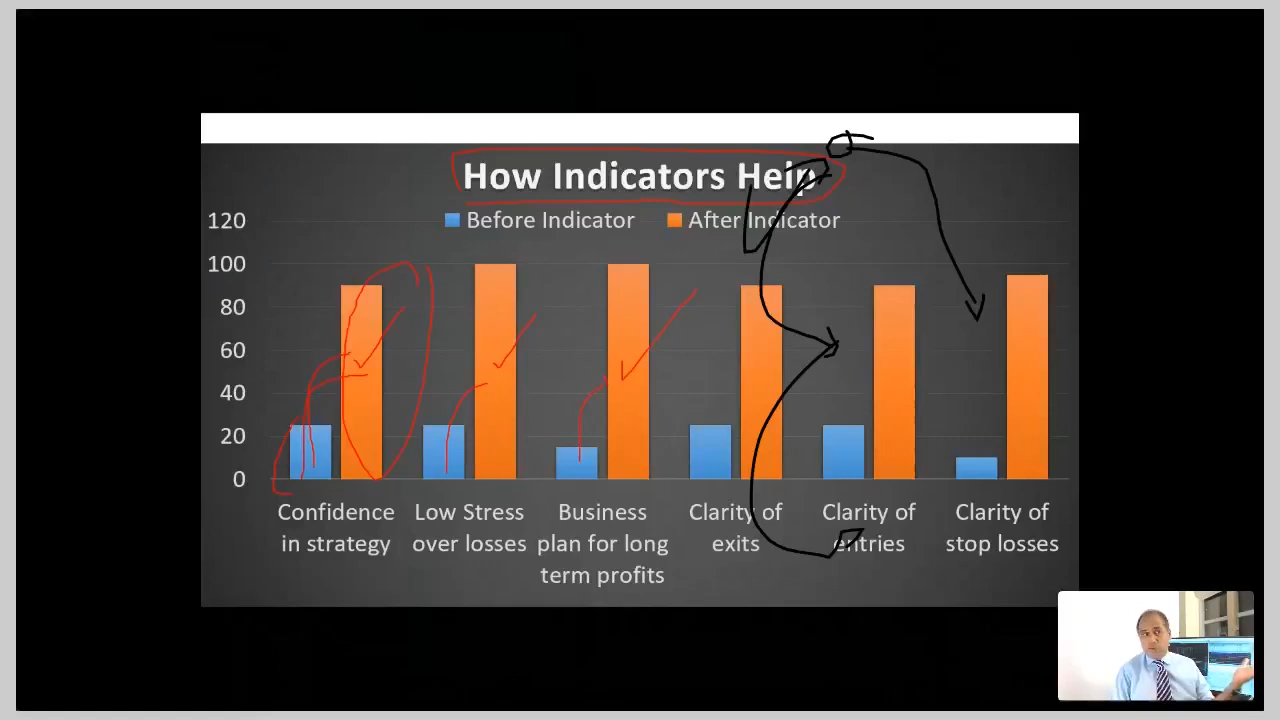 How Indicators Help
Before Indicator After Indicator
120
100
80
60
40
20
0
Confidence
in strategy
Low Stress
over losses
Business
plan for long
term profits
Clarity of
exits
Clarity of
entries
Clarity of
stop losses